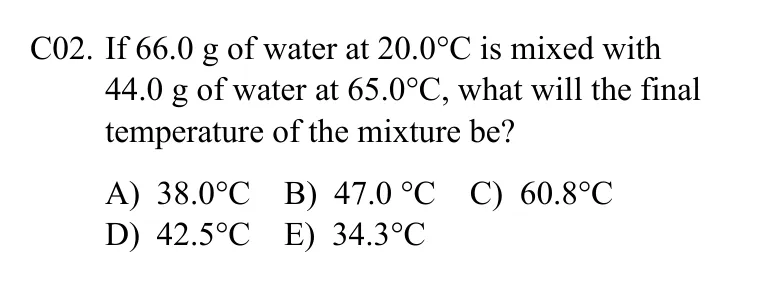 C02. If 66.0 g of water at 20.0°C is mixed with
44.0 g of water at 65.0°C, what will the final
temperature of the mixture be?
A) 38.0°C B) 47.0 °C C) 60.8°C
D) 42.5°C E) 34.3°C